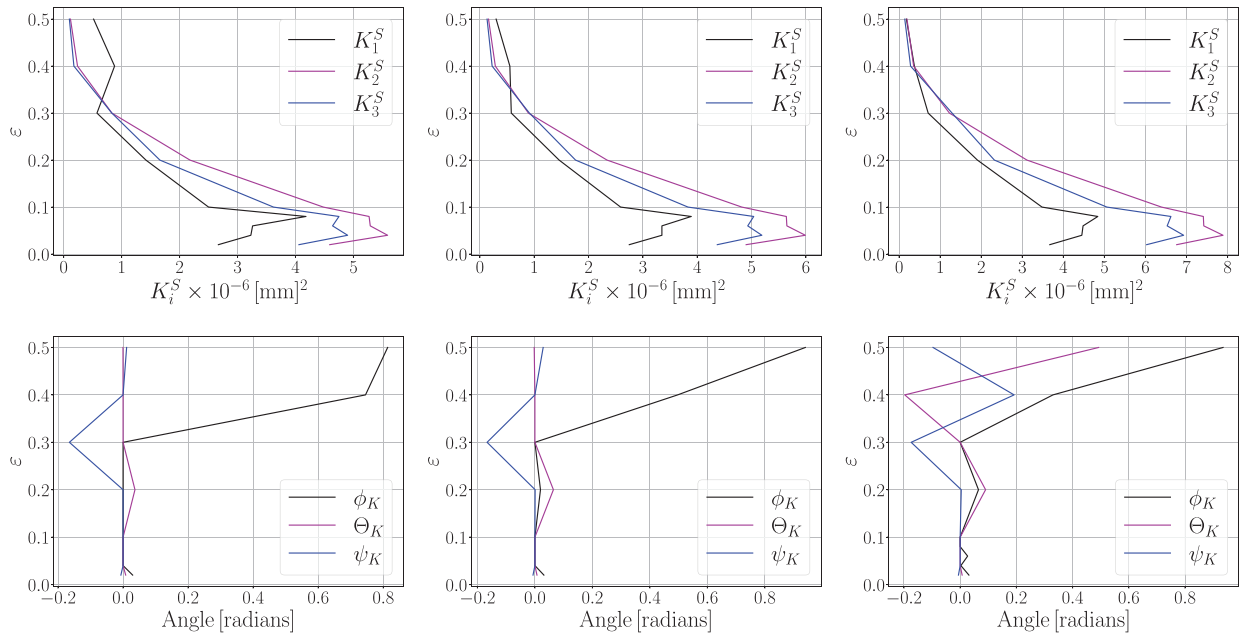 0.5
0.4
0.3
0.2
0.1
0.0
ε
K_1^S
K_2^S
K_3^S
0 1 2 3 4 5
K_i^S × 10^{-6} [mm]^2
0.5
0.4
0.3
0.2
0.1
0.0
ε
K_1^S
K_2^S
K_3^S
0 1 2 3 4 5 6
K_i^S × 10^{-6} [mm]^2
0.5
0.4
0.3
0.2
0.1
0.0
ε
K_1^S
K_2^S
K_3^S
0 1 2 3 4 5 6 7 8
K_i^S × 10^{-6} [mm]^2
0.5
0.4
0.3
0.2
0.1
0.0
ε
ϕ_K
Θ_K
ψ_K
−0.2 0.0 0.2 0.4 0.6 0.8
Angle [radians]
0.5
0.4
0.3
0.2
0.1
0.0
ε
ϕ_K
Θ_K
ψ_K
−0.2 0.0 0.2 0.4 0.6 0.8
Angle [radians]
0.5
0.4
0.3
0.2
0.1
0.0
ε
ϕ_K
Θ_K
ψ_K
−0.2 0.0 0.2 0.4 0.6 0.8
Angle [radians]